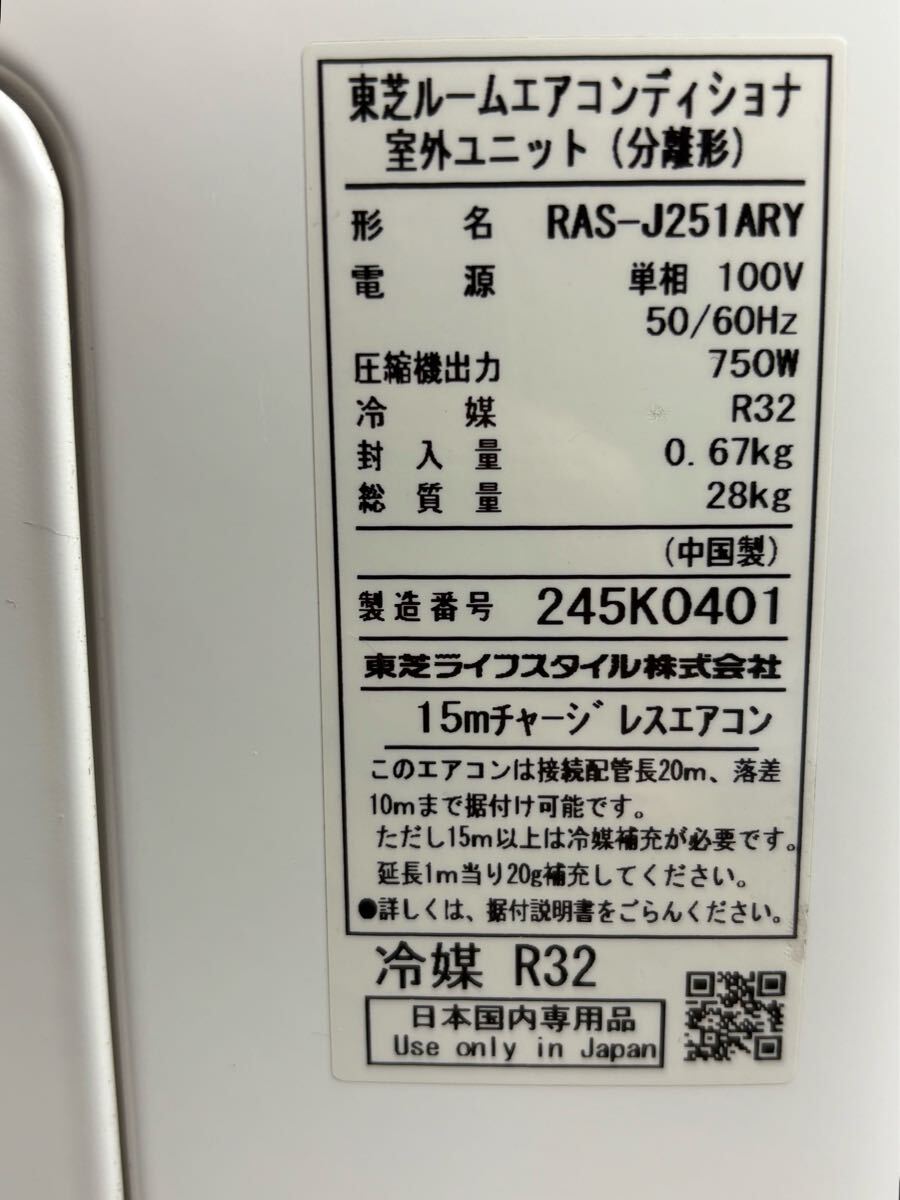 東芝ルームエアコンディショナ
室外ユニット（分離形）
形名 RAS-J251ARY
電源 単相 100V
50/60Hz
圧縮機出力 750W
冷媒 R32
封入量 0.67kg
総質量 28kg
（中国製）
製造番号 245K0401
東芝ライフスタイル株式会社
15mチャージレスエアコン
このエアコンは接続配管長20m、落差
10mまで据付け可能です。
ただし15m以上は冷媒補充が必要です。
延長1m当り20g補充してください。
●詳しくは、据付説明書をごらんください。
冷媒 R32
日本国内専用品
Use only in Japan